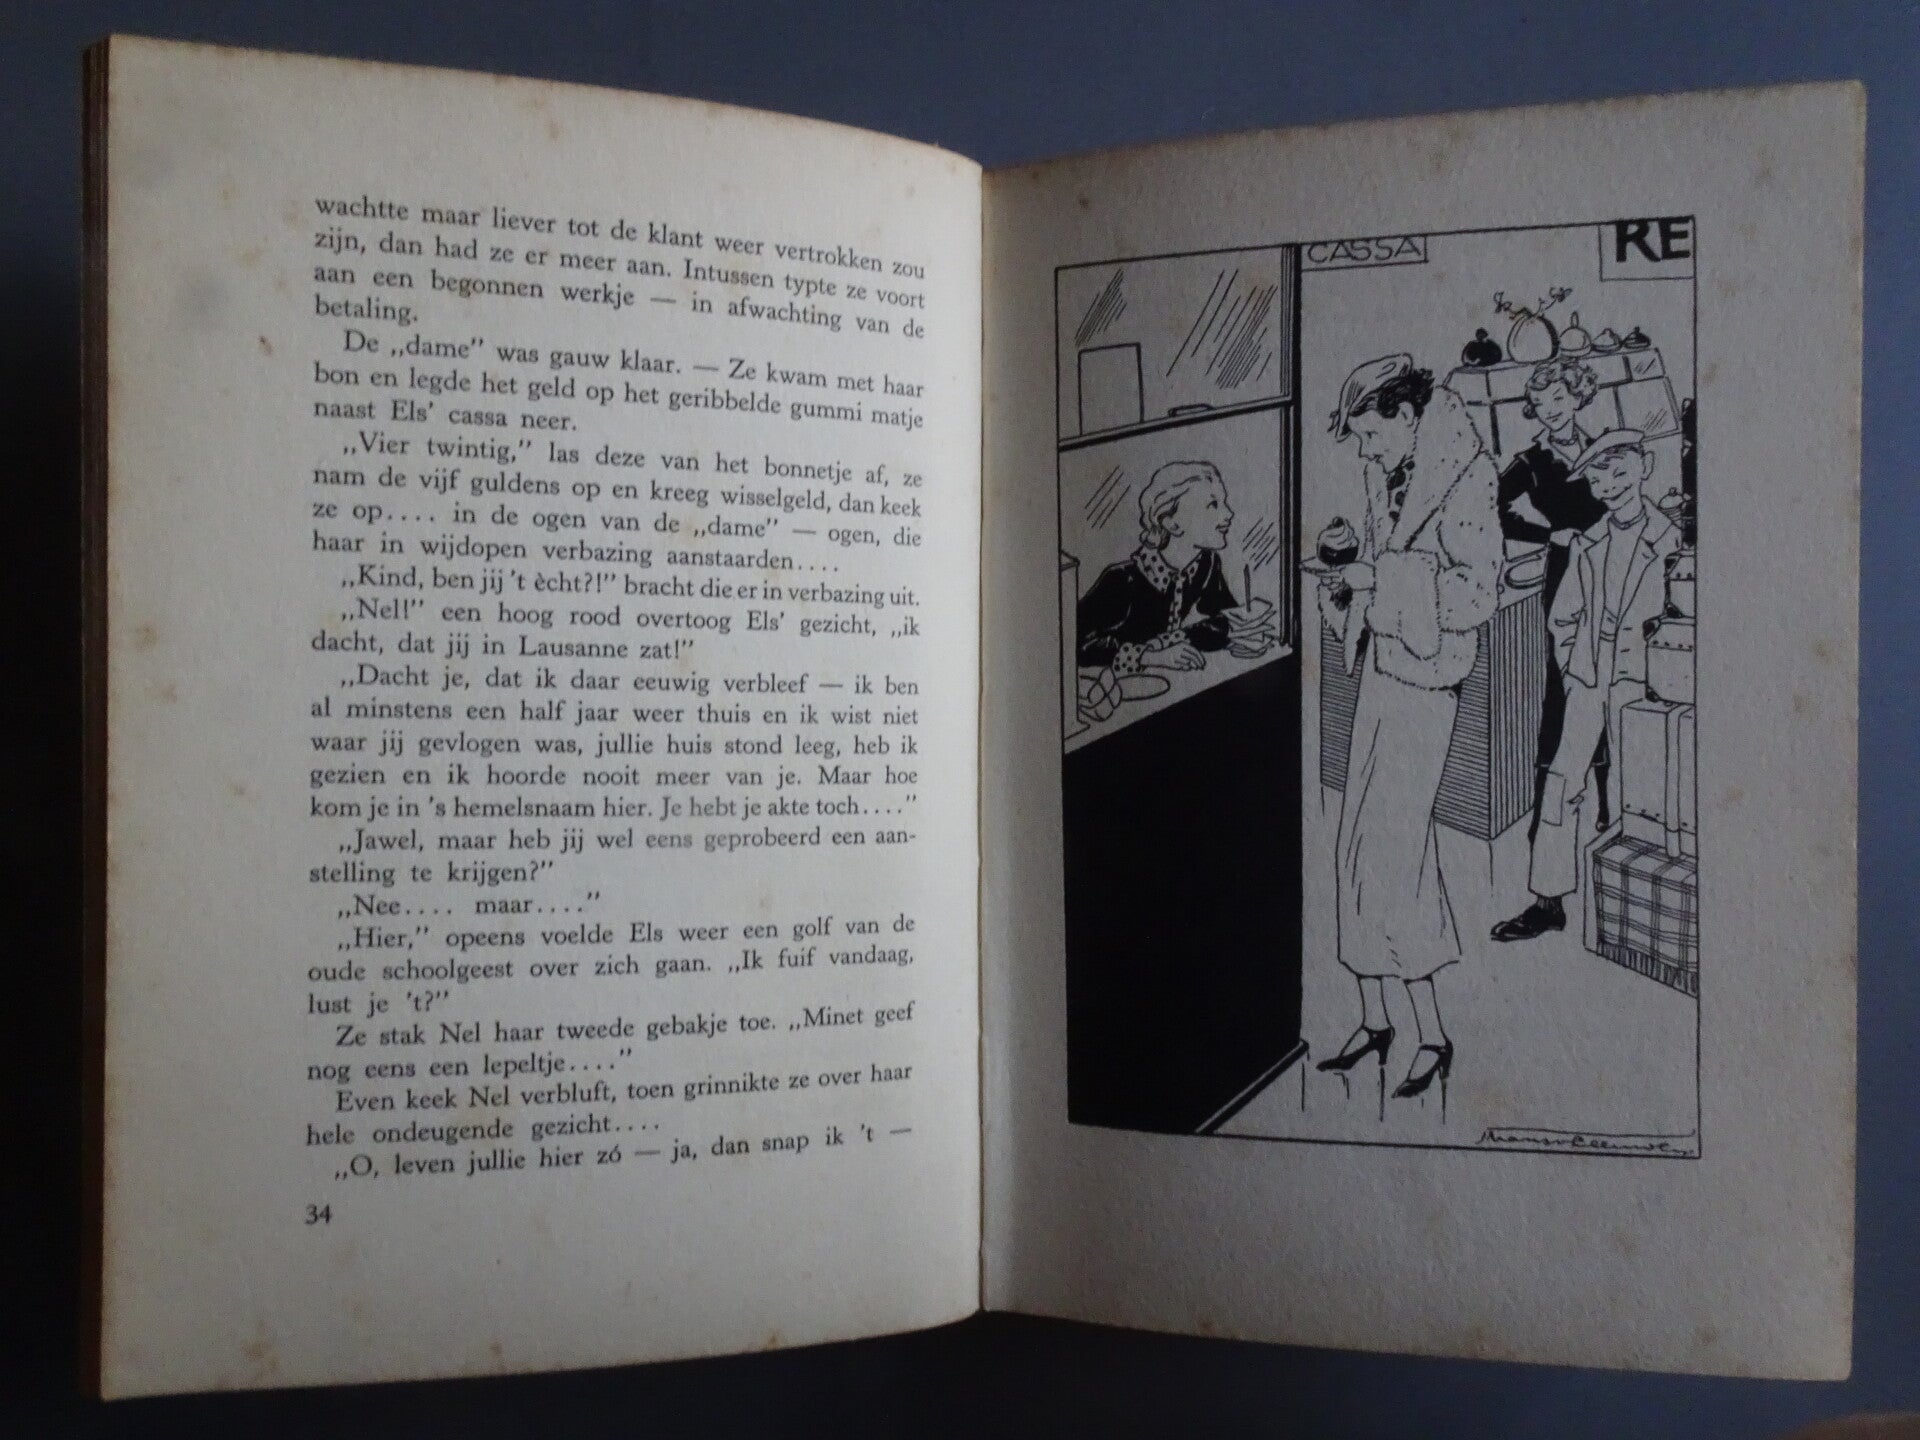 wachtte maar liever tot de klant weer vertrokken zou
zijn, dan had ze er meer aan. Intussen typte ze voort
aan een begonnen werkje — in afwachting van de
betaling.
De „dame” was gauw klaar. — Ze kwam met haar
bon en legde het geld op het geribbelde gummi matje
naast Els’ cassa neer.
„Vier twintig,” las deze van het bonnetje af, ze
nam de vijf guldens op en kreeg wisselgeld, dan keek
ze op.... in de ogen van de „dame” — ogen, die
haar in wijdopen verbazing aanstaarden....
„Kind, ben jij ’t ècht?!” bracht die er in verbazing uit.
„Nel!” een hoog rood overtoog Els’ gezicht, „ik
dacht, dat jij in Lausanne zat!”
„Dacht je, dat ik daar eeuwig verbleef — ik ben
al minstens een half jaar weer thuis en ik wist niet
waar jij gevlogen was, jullie huis stond leeg, heb ik
gezien en ik hoorde nooit meer van je. Maar hoe
kom je in ’s hemelsnaam hier. Je hebt je akte toch....”
„Jawel, maar heb jij wel eens geprobeerd een aan-
stelling te krijgen?”
„Nee.... maar....”
„Hier,” opeens voelde Els weer een golf van de
oude schoolgeest over zich gaan. „Ik fuif vandaag,
lust je ’t?”
Ze stak Nel haar tweede gebakje toe. „Minet geef
nog eens een lepeltje....”
Even keek Nel verbluft, toen grinnikte ze over haar
hele ondeugende gezicht....
„O, leven jullie hier zó — ja, dan snap ik ’t —
34
CASSA
RE